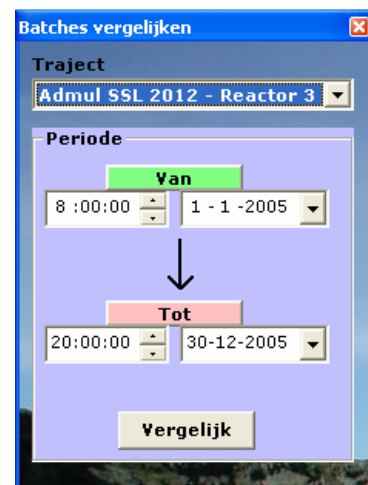 Batches vergelijken
Traject
Admul SSL 2012 - Reactor 3
Periode
Van
8 :00:00 1 - 1 -2005
Tot
20:00:00 30-12-2005
Vergelijk